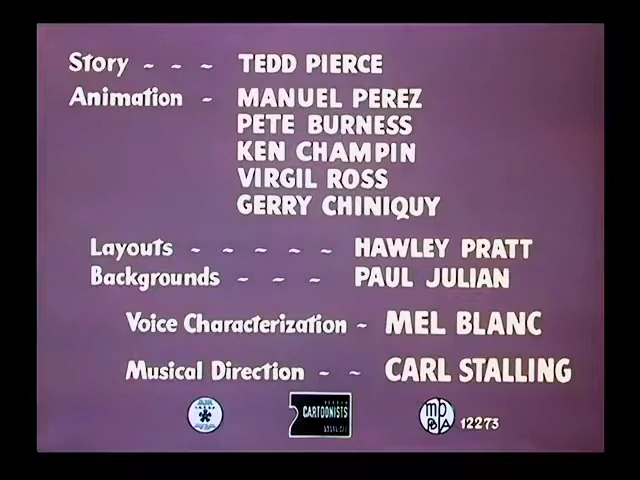 Story - - - TEDD PIERCE
Animation - MANUEL PEREZ
PETE BURNESS
KEN CHAMPIN
VIRGIL ROSS
GERRY CHINIQUY
Layouts - - - - - HAWLEY PRATT
Backgrounds - - - PAUL JULIAN
Voice Characterization - MEL BLANC
Musical Direction - - CARL STALLING
CARTOONISTS
MPPDA 12273